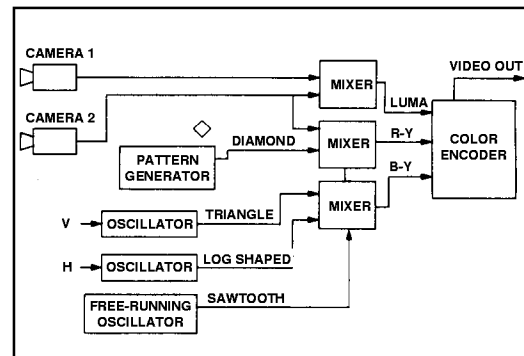 CAMERA 1
VIDEO OUT
MIXER
LUMA
CAMERA 2
R-Y
COLOR
ENCODER
DIAMOND
MIXER
PATTERN
GENERATOR
B-Y
MIXER
V
OSCILLATOR
TRIANGLE
H
OSCILLATOR
LOG SHAPED
FREE-RUNNING
OSCILLATOR
SAWTOOTH